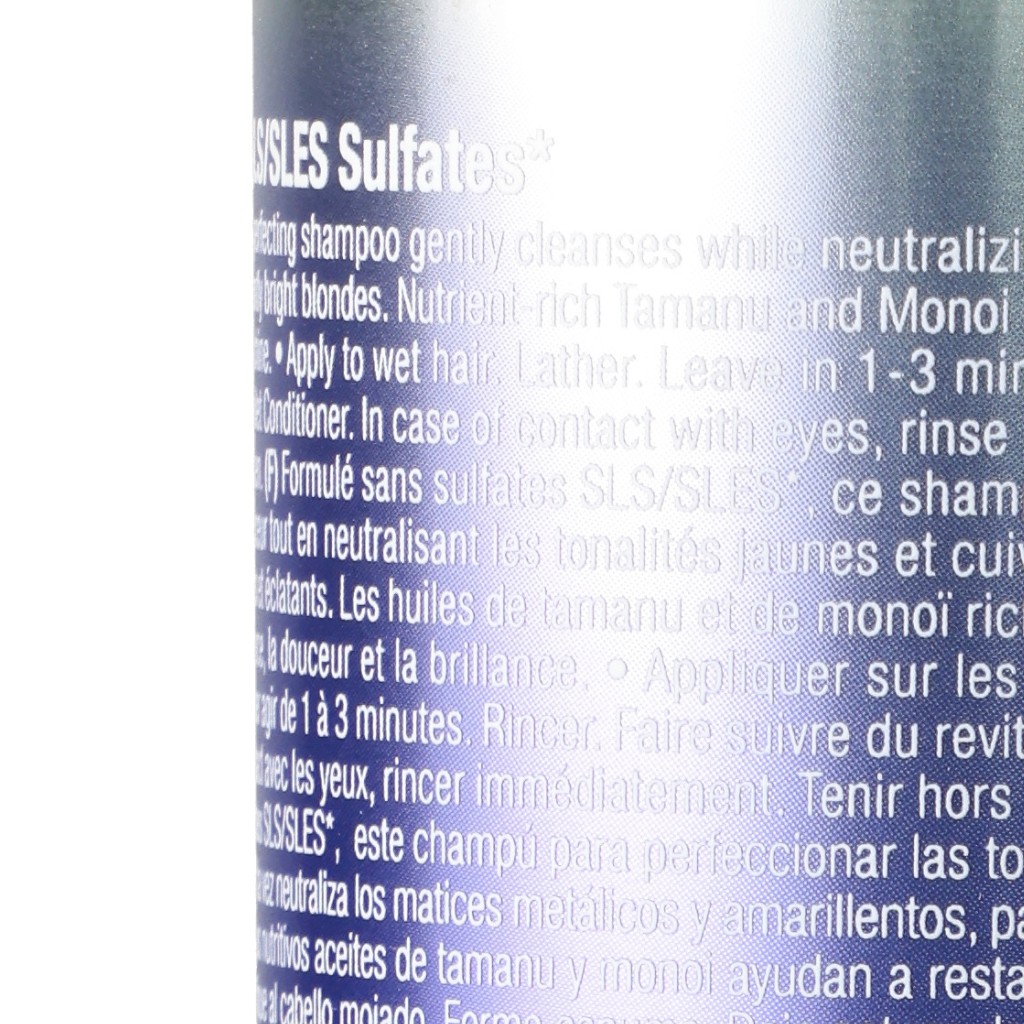 LS/SLES Sulfates*
shampoo gently cleanses while neutralizi
bright blondes. Nutrient-rich Tamanu and Monoi
• Apply to wet hair. Lather. Leave in 1-3 min
Conditioner. In case of contact with eyes, rinse
(F) Formulé sans sulfates SLS/SLES*, ce sham
tout en neutralisant les tonalités jaunes et cuiv
éclatants. Les huiles de tamanu et de monoï ric
la douceur et la brillance. • Appliquer sur les
agir de 1 à 3 minutes. Rincer. Faire suivre du revit
avec les yeux, rincer immédiatement. Tenir hors
SLS/SLES*, este champú para perfeccionar las to
vez neutraliza los matices metálicos y amarillentos, pa
nutritivos aceites de tamanu y monoi ayudan a resta
al cabello mojado. Forme espuma.